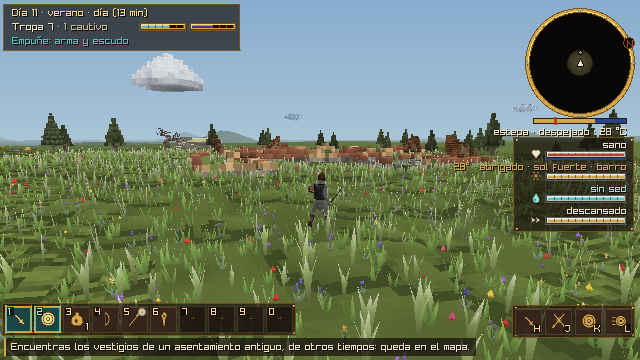 Día 11 · verano · día (13 min)
Tropa 7 · 1 cautivo
Empuñe: arma y escudo
N
estepa · despejado · 28 °C
sano
28° abrigado · sol fuerte · barro
sin sed
descansado
1 2 3 4 5 6 7 8 9 0
1
H J K L
Encuentras los vestigios de un asentamiento antiguo, de otros tiempos: queda en el mapa.